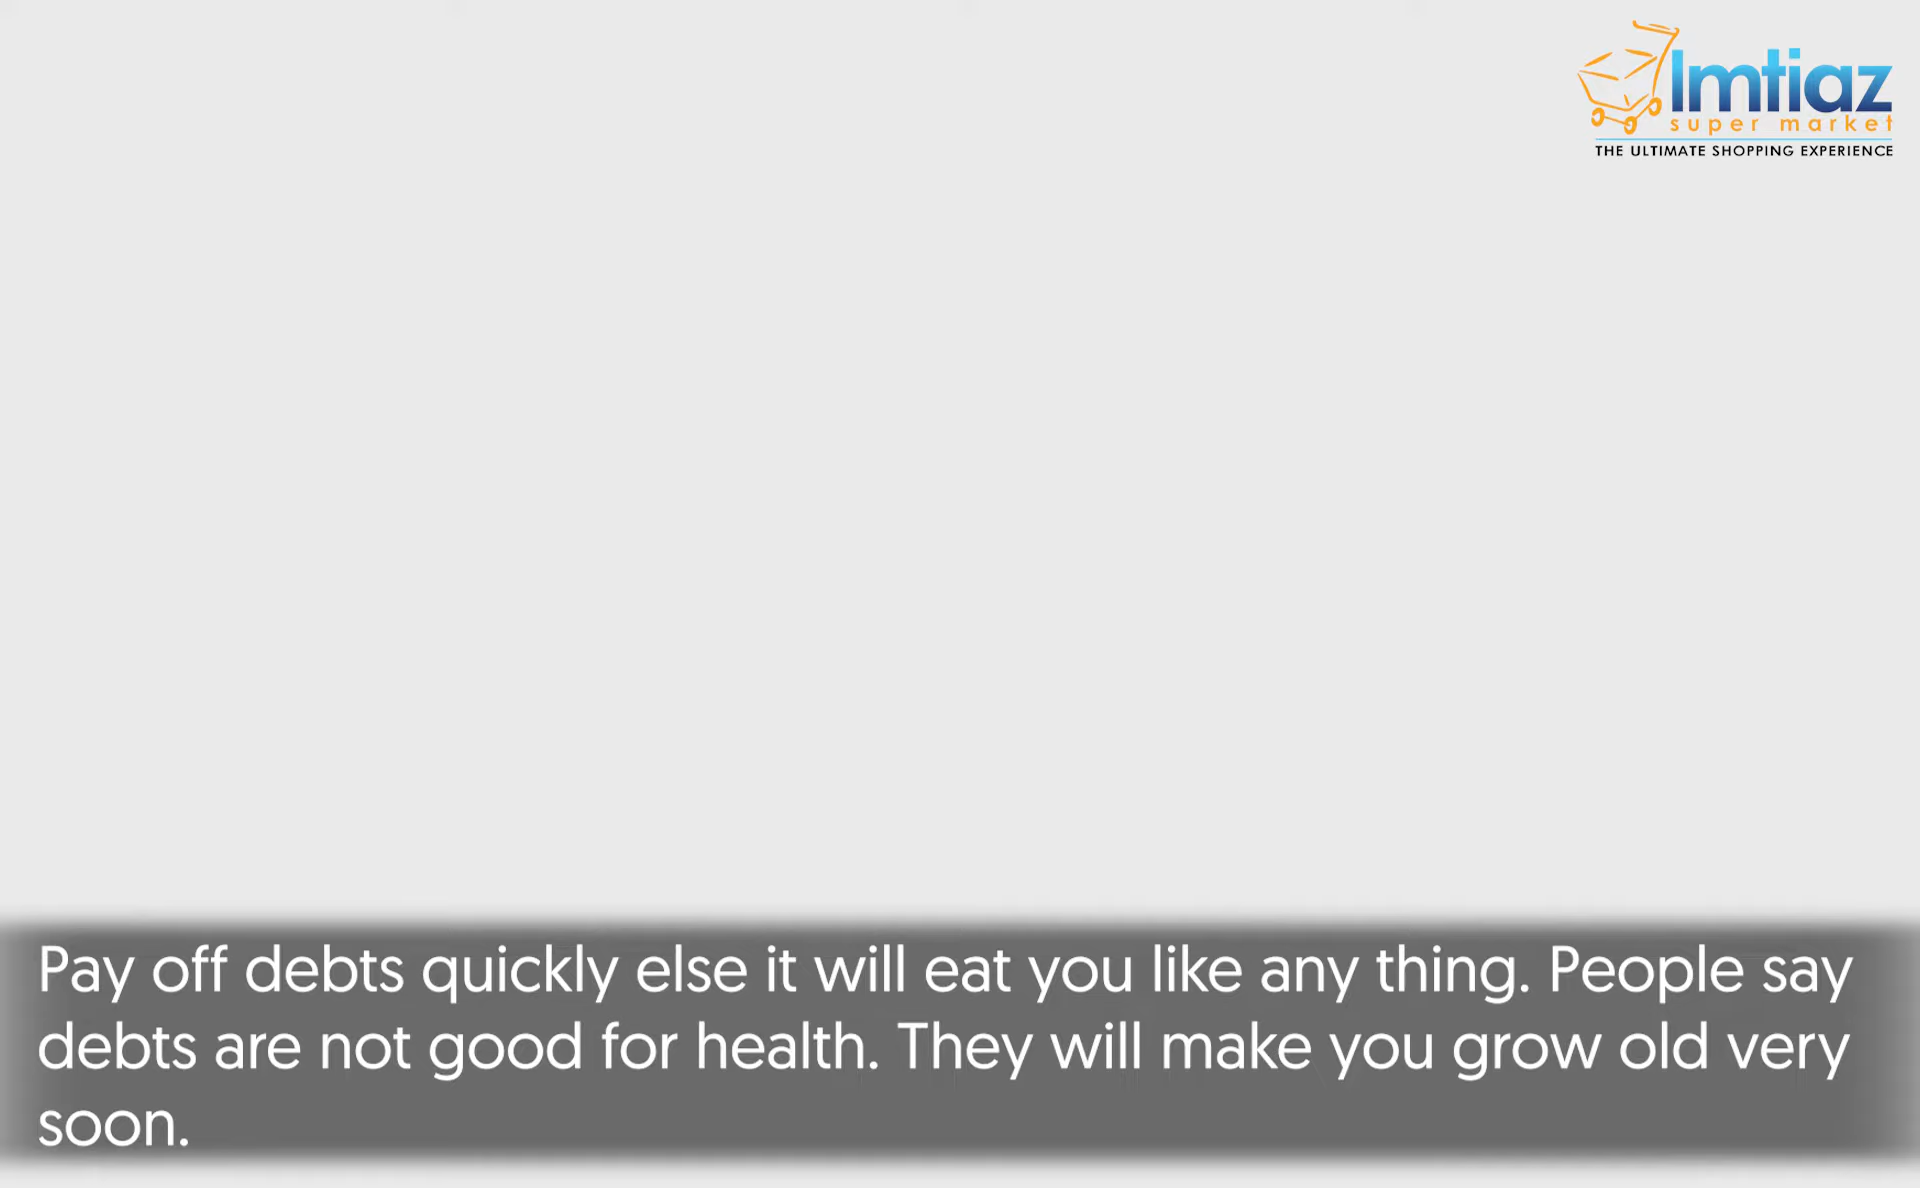 Imtiaz
super market
THE ULTIMATE SHOPPING EXPERIENCE
Pay off debts quickly else it will eat you like any thing. People say
debts are not good for health. They will make you grow old very
soon.